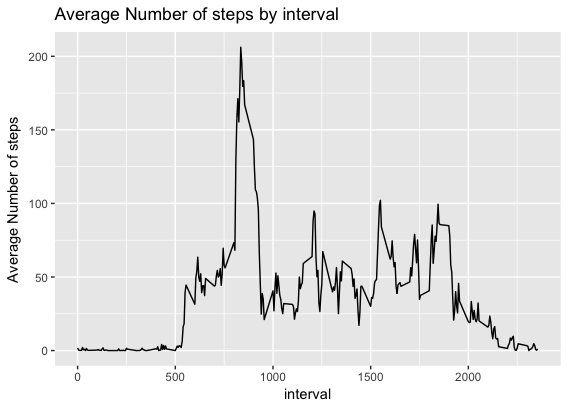 Average Number of steps by interval
200
150
100
50
0
Average Number of steps
0 500 1000 1500 2000
interval